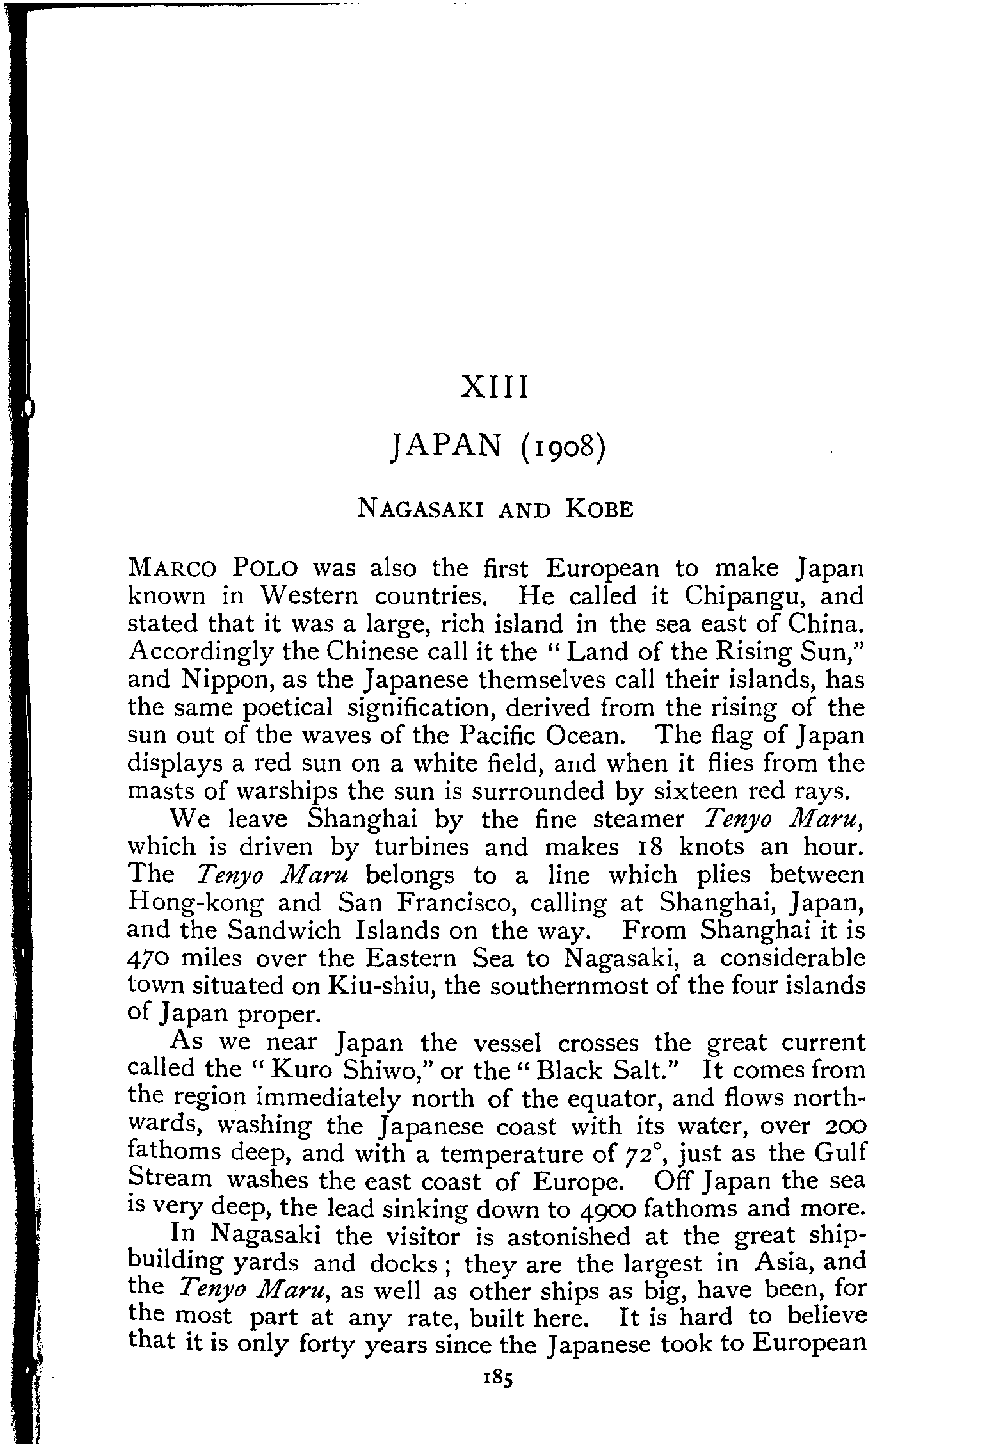 XIII
JAPAN (1908)
NAGASAKI AND KOBE
MARCO POLO was also the first European to make Japan
known in Western countries. He called it Chipangu, and
stated that it was a large, rich island in the sea east of China.
Accordingly the Chinese call it the “Land of the Rising Sun,”
and Nippon, as the Japanese themselves call their islands, has
the same poetical signification, derived from the rising of the
sun out of the waves of the Pacific Ocean. The flag of Japan
displays a red sun on a white field, and when it flies from the
masts of warships the sun is surrounded by sixteen red rays.
We leave Shanghai by the fine steamer Tenyo Maru,
which is driven by turbines and makes 18 knots an hour.
The Tenyo Maru belongs to a line which plies between
Hong-kong and San Francisco, calling at Shanghai, Japan,
and the Sandwich Islands on the way. From Shanghai it is
470 miles over the Eastern Sea to Nagasaki, a considerable
town situated on Kiu-shiu, the southernmost of the four islands
of Japan proper.
As we near Japan the vessel crosses the great current
called the “Kuro Shiwo,” or the “Black Salt.” It comes from
the region immediately north of the equator, and flows north-
wards, washing the Japanese coast with its water, over 200
fathoms deep, and with a temperature of 72°, just as the Gulf
Stream washes the east coast of Europe. Off Japan the sea
is very deep, the lead sinking down to 4900 fathoms and more.
In Nagasaki the visitor is astonished at the great ship-
building yards and docks; they are the largest in Asia, and
the Tenyo Maru, as well as other ships as big, have been, for
the most part at any rate, built here. It is hard to believe
that it is only forty years since the Japanese took to European
185